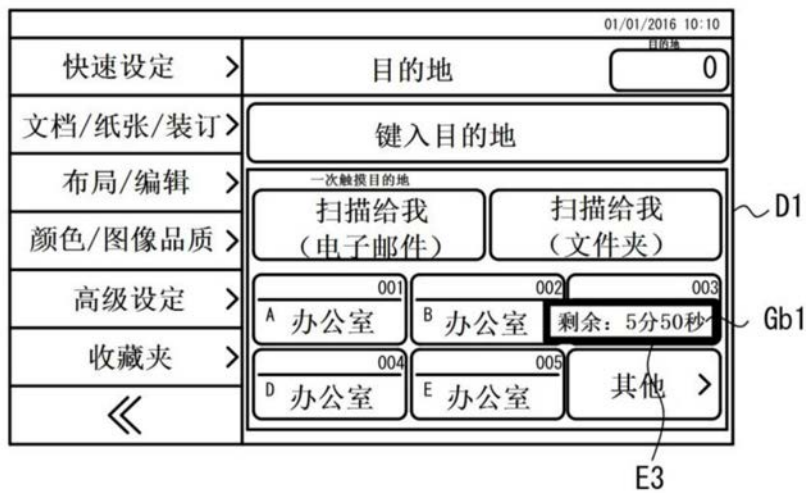 01/01/2016 10:10
快速设定 >
目的地
目的地
0
文档/纸张/装订 >
键入目的地
布局/编辑 >
一次触摸目的地
扫描给我
(电子邮件)
扫描给我
(文件夹)
D1
颜色/图像品质 >
高级设定 >
001
A 办公室
002
B 办公室
003
剩余: 5分50秒
Gb1
收藏夹 >
004
D 办公室
005
E 办公室
其他 >
《
E3